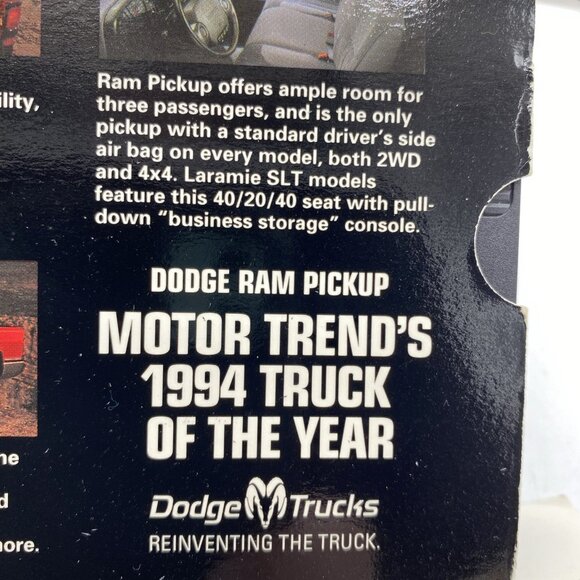 ility,
Ram Pickup offers ample room for
three passengers, and is the only
pickup with a standard driver's side
air bag on every model, both 2WD
and 4x4. Laramie SLT models
feature this 40/20/40 seat with pull-
down "business storage" console.
DODGE RAM PICKUP
MOTOR TREND'S
1994 TRUCK
OF THE YEAR
Dodge Trucks
REINVENTING THE TRUCK.
ne
d
nore.